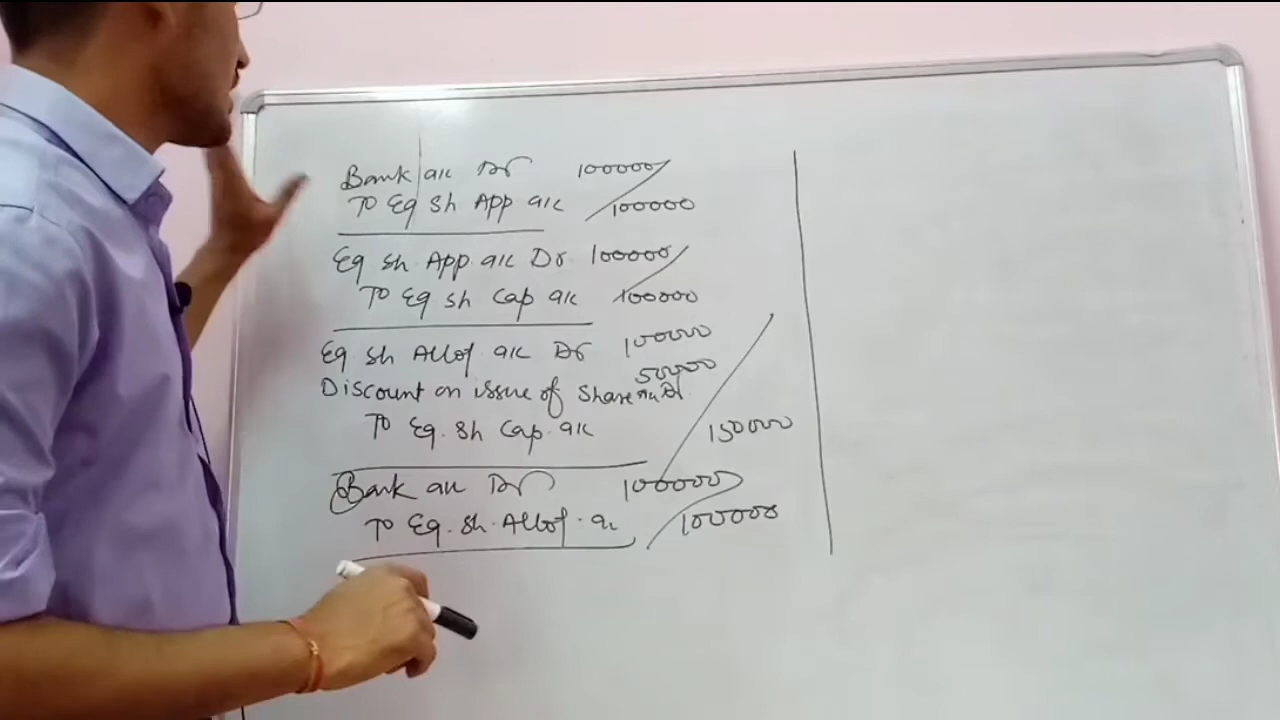 Bank a/c Dr 100000
To Eq Sh App a/c 100000
Eq Sh. App. a/c Dr. 100000
To Eq Sh Cap a/c 100000
Eq Sh Allot. a/c Dr 100000
50000
Discount on issue of Share a/c Dr.
To Eq. Sh Cap. a/c 150000
Bank a/c Dr 100000
To Eq. Sh. Allot. a/c 100000